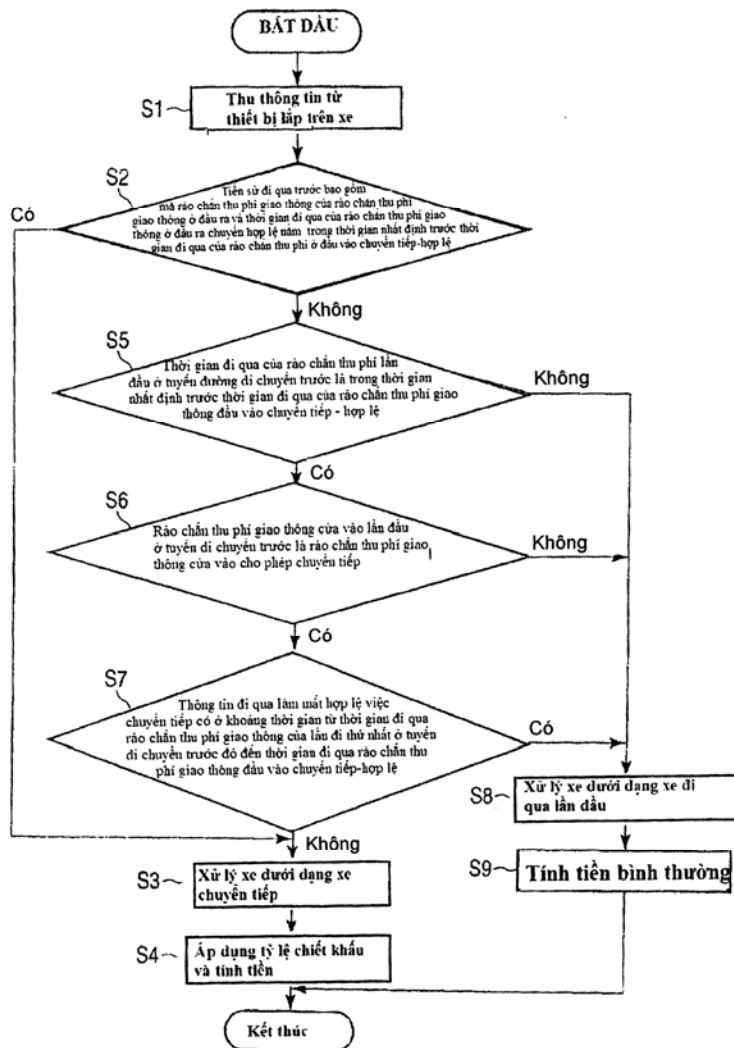 BẮT DẦU
S1
Thu thông tin từ
thiết bị lắp trên xe
S2
Tiền sử đi qua trước bao gồm
mã rào chắn thu phí giao thông của rào chắn thu phí
giao thông ở đầu ra và thời gian đi qua của rào chắn thu phí giao
thông ở đầu ra chuyển hợp lệ nằm trong thời gian nhất định trước thời
gian đi qua của rào chắn thu phí ở đầu vào chuyển tiếp-hợp lệ
Có
Không
S5
Thời gian đi qua của rào chắn thu phí lần
đầu ở tuyến đường di chuyển trước là trong thời gian
nhất định trước thời gian đi qua của rào chắn thu phí giao
thông đầu vào chuyển tiếp - hợp lệ
Không
Có
S6
Rào chắn thu phí giao thông cửa vào lần đầu
ở tuyến di chuyển trước là rào chắn thu phí giao
thông cửa vào cho phép chuyển tiếp
Không
Có
S7
Thông tin đi qua làm mất hợp lệ việc
chuyển tiếp có ở khoảng thời gian từ thời gian đi qua
rào chắn thu phí giao thông của lần đi thứ nhất ở tuyến
di chuyển trước đó đến thời gian đi qua rào chắn thu
phí giao thông đầu vào chuyển tiếp-hợp lệ
Có
Không
S8
Xử lý xe dưới dạng xe đi
qua lần đầu
S3
Xử lý xe dưới dạng xe
chuyển tiếp
S9
Tính tiền bình thường
S4
Áp dụng tỷ lệ chiết khấu
và tính tiền
Kết thúc